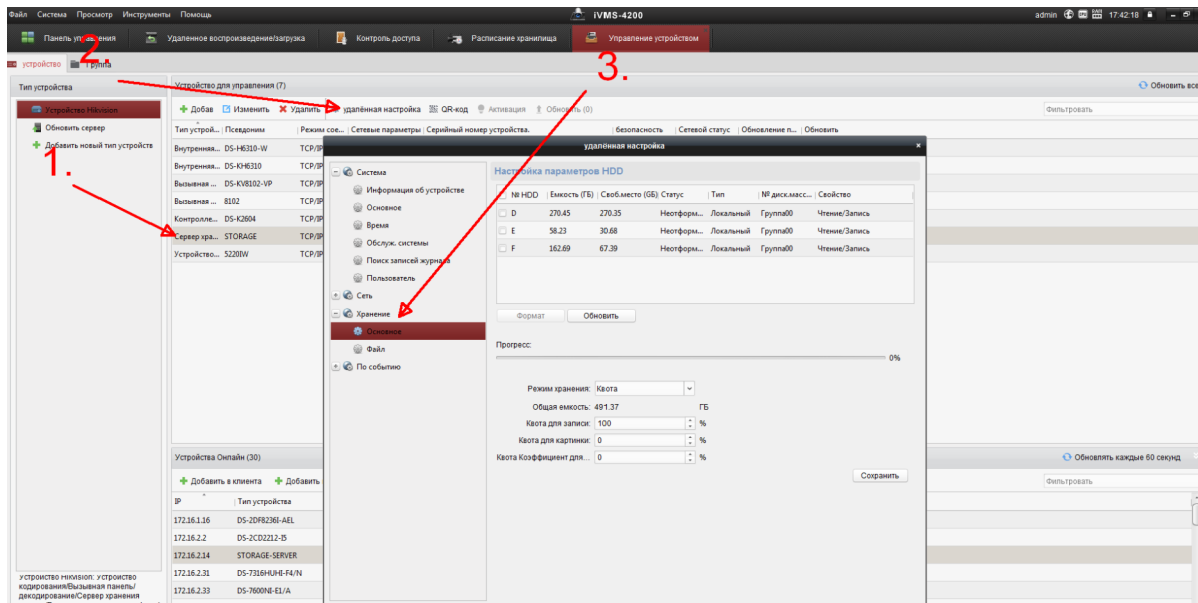 Файл Система Просмотр Инструменты Помощь
iVMS-4200
admin 17:42:18
Панель управления Удаленное воспроизведение/загрузка Контроль доступа Расписание хранилища Управление устройством
2.
3.
устройство Группа
Тип устройства
Устройство для управления (7) Обновить все
Устройство Hikvision
Добав Изменить Удалить удалённая настройка QR-код Активация Обновить (0) Фильтровать
Обновить сервер
Тип устрой... Псевдоним Режим сое... Сетевые параметры Серийный номер устройства. безопасность Сетевой статус Обновление п... Обновить
Добавить новый тип устройств
1.
Внутренняя... DS-H6310-W TCP/IP
Внутренняя... DS-KH6310 TCP/IP
Вызывная ... DS-KV8102-VP TCP/IP
Вызывная ... 8102 TCP/IP
Контролле... DS-K2604 TCP/IP
Сервер хра... STORAGE TCP/IP
Устройство... 5220IW TCP/IP
удалённая настройка
Система
Информация об устройстве
Основное
Время
Обслуж. системы
Поиск записей журнала
Пользователь
Сеть
Хранение
Основное
Файл
По событию
Настройка параметров HDD
№ HDD Емкость (ГБ) Своб.место (GБ) Статус Тип № диск.масс... Свойство
D 270.45 270.35 Неотформ... Локальный Группа00 Чтение/Запись
E 58.23 30.68 Неотформ... Локальный Группа00 Чтение/Запись
F 162.69 67.39 Неотформ... Локальный Группа00 Чтение/Запись
Формат Обновить
Прогресс:
0%
Режим хранения: Квота
Общая емкость: 491.37 ГБ
Квота для записи: 100 %
Квота для картинки: 0 %
Квота Коэффициент для... 0 %
Сохранить
Устройства Онлайн (30) Обновлять каждые 60 секунд
Добавить в клиента Добавить Фильтровать
IP Тип устройства
172.16.1.16 DS-2DF8236I-AEL
172.16.2.2 DS-2CD2212-I5
172.16.2.14 STORAGE-SERVER
172.16.2.31 DS-7316HUHI-F4/N
172.16.2.33 DS-7600NI-E1/A
Устройство Hikvision: Устройство
кодирования/Вызывная панель/
декодирование/Сервер хранения